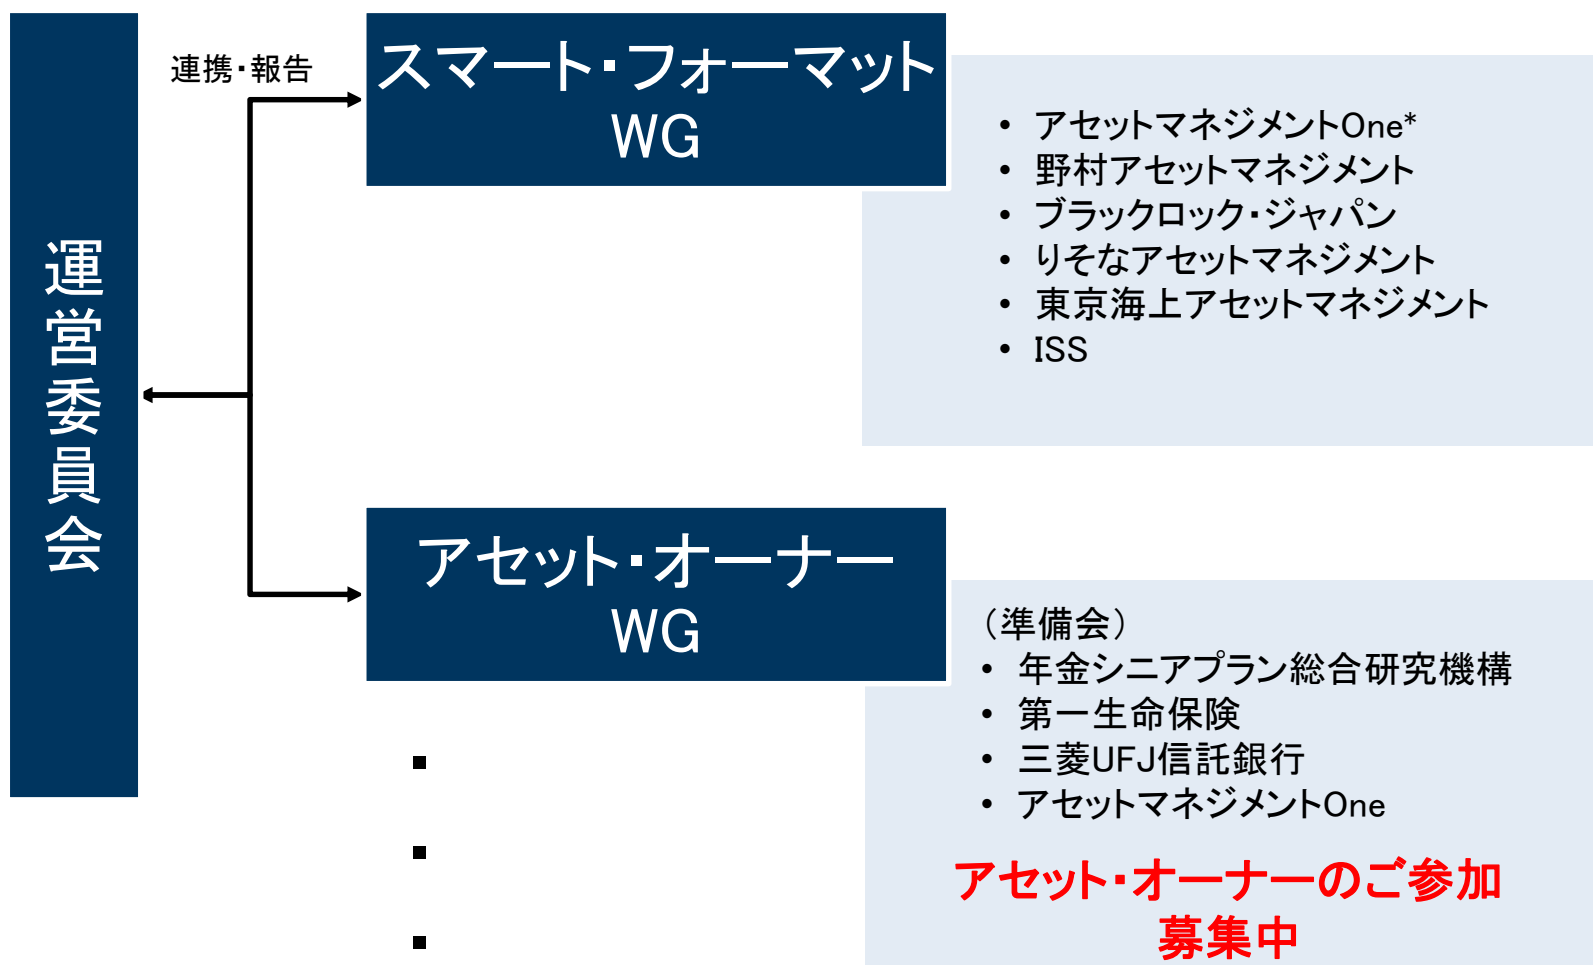 運営委員会
連携・報告
スマート・フォーマット
WG
• アセットマネジメントOne*
• 野村アセットマネジメント
• ブラックロック・ジャパン
• りそなアセットマネジメント
• 東京海上アセットマネジメント
• ISS
アセット・オーナー
WG
（準備会）
• 年金シニアプラン総合研究機構
• 第一生命保険
• 三菱UFJ信託銀行
• アセットマネジメントOne
アセット・オーナーのご参加
募集中
・
・
・